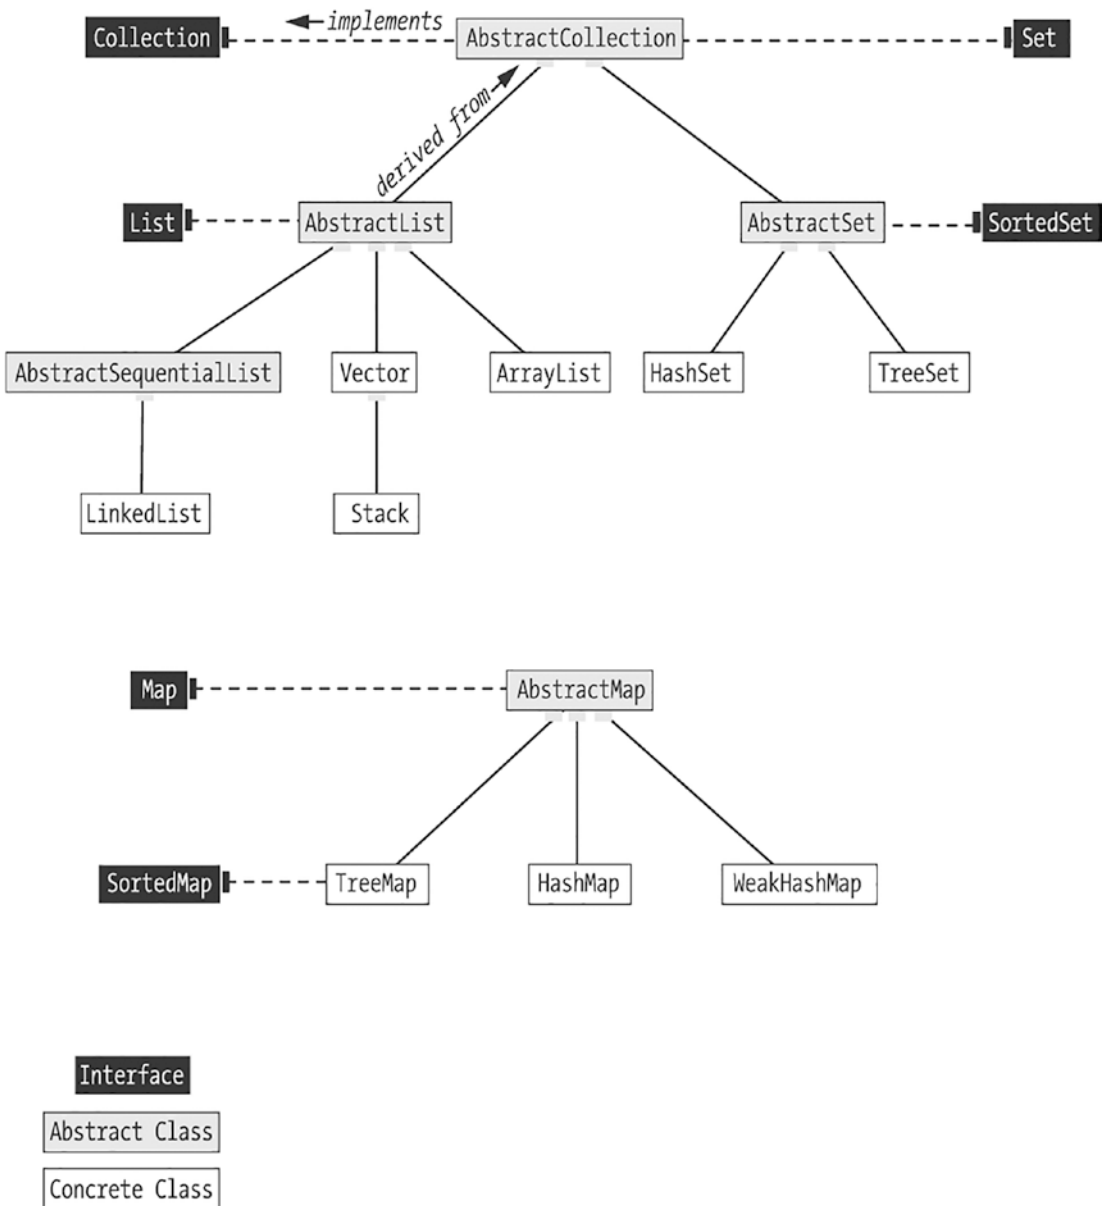 implements
Collection
AbstractCollection
Set
derived from
List
AbstractList
AbstractSet
SortedSet
AbstractSequentialList
Vector
ArrayList
HashSet
TreeSet
LinkedList
Stack
Map
AbstractMap
SortedMap
TreeMap
HashMap
WeakHashMap
Interface
Abstract Class
Concrete Class